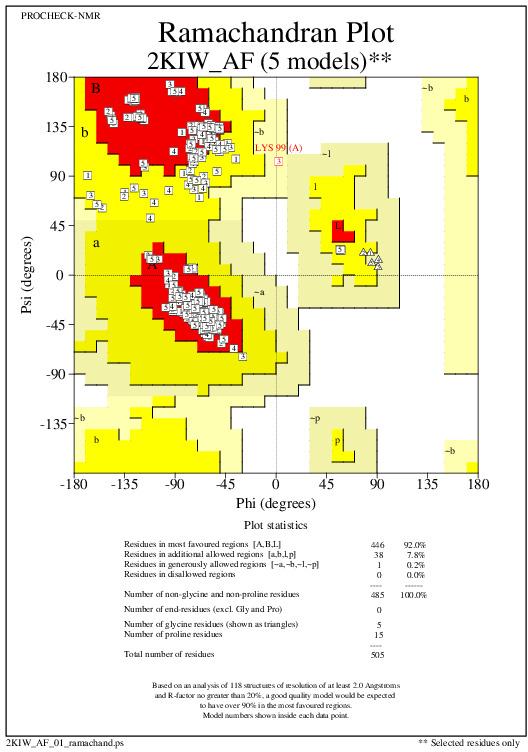 PROCHECK-NMR
Ramachandran Plot
2KIW_AF (5 models)**
180
135
90
45
0
-45
-90
-135
Psi (degrees)
B
b
a
A
~b
~b
b
LYS 99 (A)
~l
l
L
~a
~b
b
~p
p
~b
-180
-135
-90
-45
0
45
90
135
180
Phi (degrees)
Plot statistics
Residues in most favoured regions [A,B,L] 446 92.0%
Residues in additional allowed regions [a,b,l,p] 38 7.8%
Residues in generously allowed regions [~a,~b,~l,~p] 1 0.2%
Residues in disallowed regions 0 0.0%
---- ------
Number of non-glycine and non-proline residues 485 100.0%
Number of end-residues (excl. Gly and Pro) 0
Number of glycine residues (shown as triangles) 5
Number of proline residues 15
----
Total number of residues 505
Based on an analysis of 118 structures of resolution of at least 2.0 Angstroms
and R-factor no greater than 20%, a good quality model would be expected
to have over 90% in the most favoured regions.
Model numbers shown inside each data point.
2KIW_AF_01_ramachand.ps
** Selected residues only